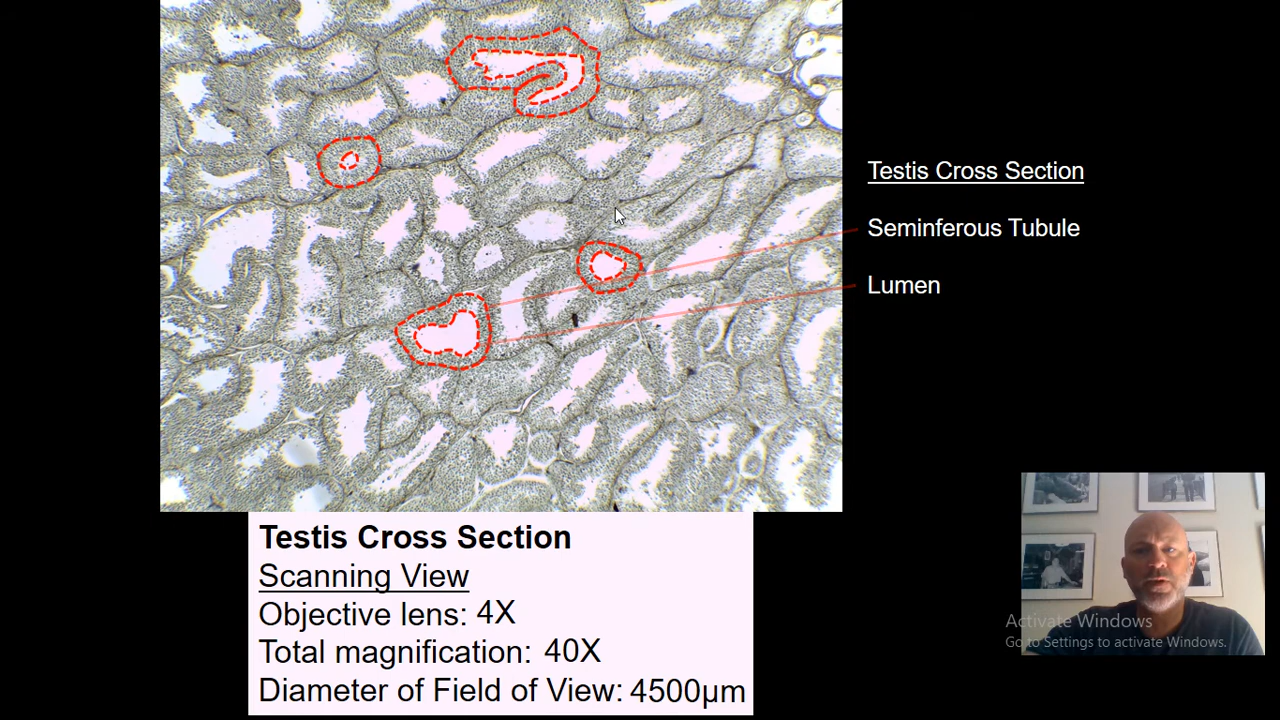 Testis Cross Section
Seminferous Tubule
Lumen
Testis Cross Section
Scanning View
Objective lens: 4X
Total magnification: 40X
Diameter of Field of View: 4500µm
Activate Windows
Go to Settings to activate Windows.